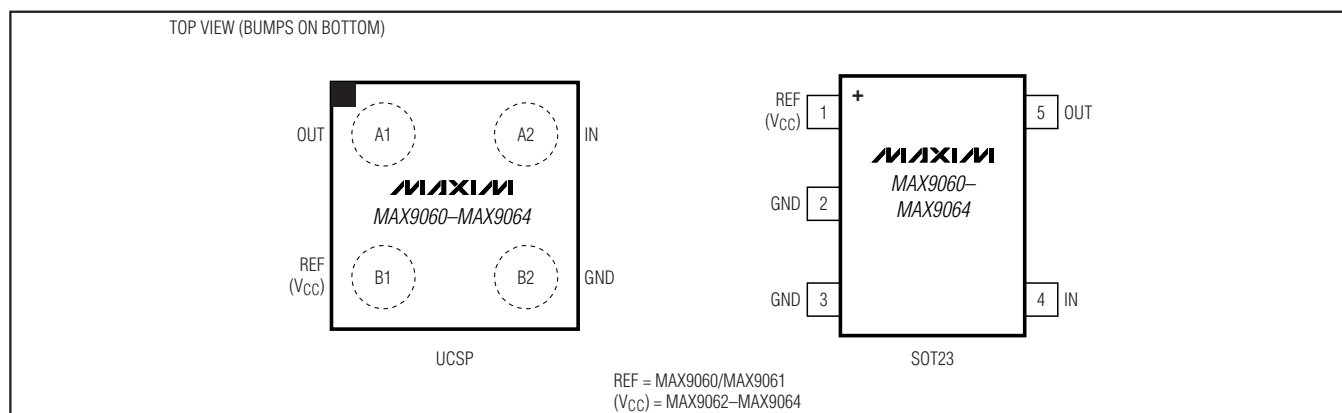 TOP VIEW (BUMPS ON BOTTOM)
OUT
A1
A2
IN
MAXIM
MAX9060–MAX9064
REF
(VCC)
B1
B2
GND
UCSP
REF
(VCC)
1
+
5
OUT
MAXIM
MAX9060–
MAX9064
GND
2
GND
3
4
IN
SOT23
REF = MAX9060/MAX9061
(VCC) = MAX9062–MAX9064